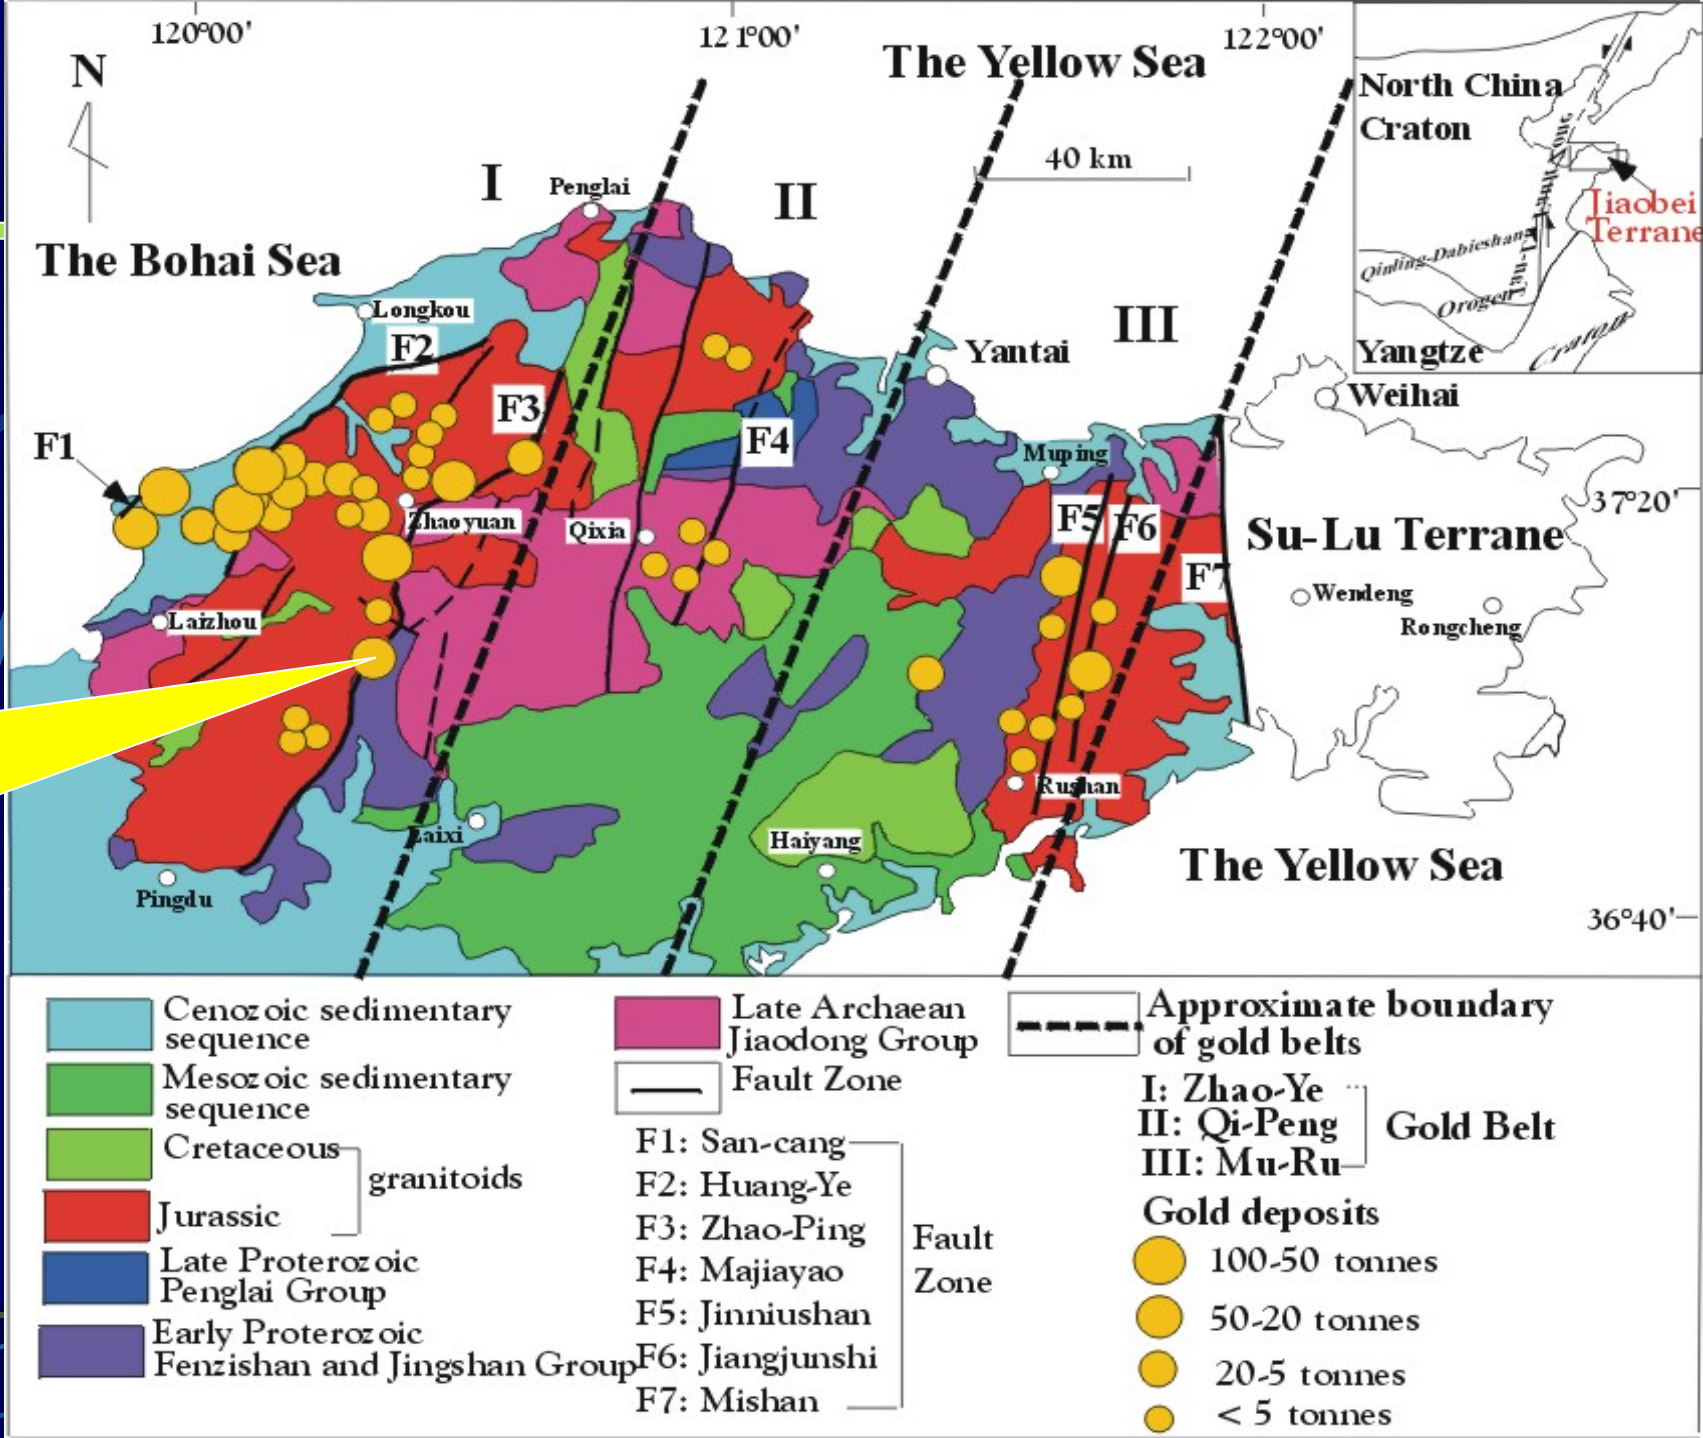 120°00'
121°00'
122°00'
N
The Yellow Sea
North China
Craton
40 km
I
Penglai
II
Jiaobei
Terrane
The Bohai Sea
Qinling-Dabieshan
Orogen
Longkou
III
F2
Yantai
Yangtze
Craton
Weihai
F3
F1
F4
Muping
37°20'
Zhaoyuan
Qixia
F5
F6
Su-Lu Terrane
F7
Wendeng
Laizhou
Rongcheng
Rushan
Laixi
Haiyang
The Yellow Sea
Pingdu
36°40'
Cenozoic sedimentary
sequence
Mesozoic sedimentary
sequence
Cretaceous
granitoids
Jurassic
Late Proterozoic
Penglai Group
Early Proterozoic
Fenzishan and Jingshan Group
Late Archaean
Jiaodong Group
Fault Zone
F1: San-cang
F2: Huang-Ye
F3: Zhao-Ping
F4: Majiayao
F5: Jinniushan
F6: Jiangjunshi
F7: Mishan
Fault
Zone
Approximate boundary
of gold belts
I: Zhao-Ye
II: Qi-Peng
III: Mu-Ru
Gold Belt
Gold deposits
100-50 tonnes
50-20 tonnes
20-5 tonnes
< 5 tonnes